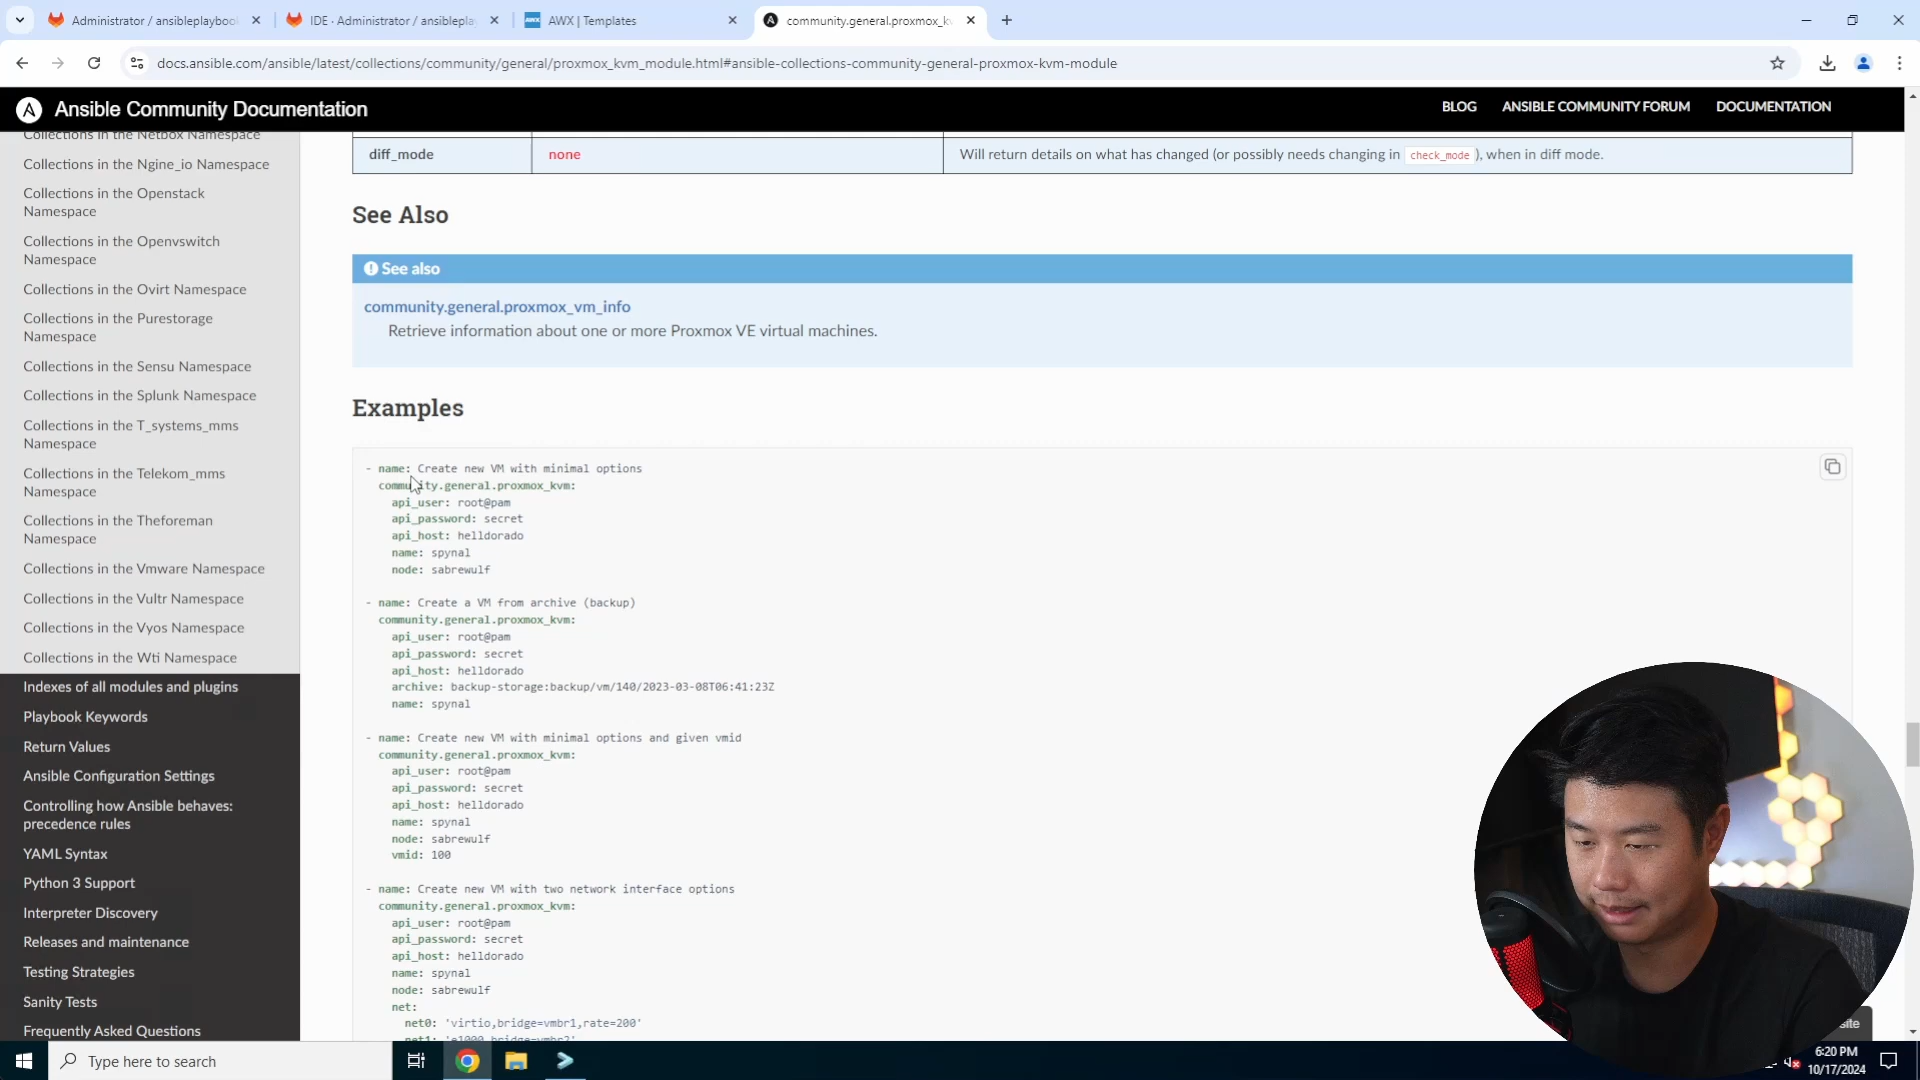 Administrator / ansibleplaybook
IDE · Administrator / ansiblepla
AWX | Templates
community.general.proxmox_kv
docs.ansible.com/ansible/latest/collections/community/general/proxmox_kvm_module.html#ansible-collections-community-general-proxmox-kvm-module
Ansible Community Documentation
BLOG
ANSIBLE COMMUNITY FORUM
DOCUMENTATION
Collections in the Netbox Namespace
Collections in the Ngine_io Namespace
Collections in the Openstack
Namespace
Collections in the Openvswitch
Namespace
Collections in the Ovirt Namespace
Collections in the Purestorage
Namespace
Collections in the Sensu Namespace
Collections in the Splunk Namespace
Collections in the T_systems_mms
Namespace
Collections in the Telekom_mms
Namespace
Collections in the Theforeman
Namespace
Collections in the Vmware Namespace
Collections in the Vultr Namespace
Collections in the Vyos Namespace
Collections in the Wti Namespace
Indexes of all modules and plugins
Playbook Keywords
Return Values
Ansible Configuration Settings
Controlling how Ansible behaves:
precedence rules
YAML Syntax
Python 3 Support
Interpreter Discovery
Releases and maintenance
Testing Strategies
Sanity Tests
Frequently Asked Questions
diff_mode
none
Will return details on what has changed (or possibly needs changing in check_mode ), when in diff mode.
See Also
See also
community.general.proxmox_vm_info
Retrieve information about one or more Proxmox VE virtual machines.
Examples
- name: Create new VM with minimal options
community.general.proxmox_kvm:
api_user: root@pam
api_password: secret
api_host: helldorado
name: spynal
node: sabrewulf
- name: Create a VM from archive (backup)
community.general.proxmox_kvm:
api_user: root@pam
api_password: secret
api_host: helldorado
archive: backup-storage:backup/vm/140/2023-03-08T06:41:23Z
name: spynal
- name: Create new VM with minimal options and given vmid
community.general.proxmox_kvm:
api_user: root@pam
api_password: secret
api_host: helldorado
name: spynal
node: sabrewulf
vmid: 100
- name: Create new VM with two network interface options
community.general.proxmox_kvm:
api_user: root@pam
api_password: secret
api_host: helldorado
name: spynal
node: sabrewulf
net:
net0: 'virtio,bridge=vmbr1,rate=200'
net1: 'e1000,bridge=vmbr2'
site
Type here to search
6:20 PM
10/17/2024